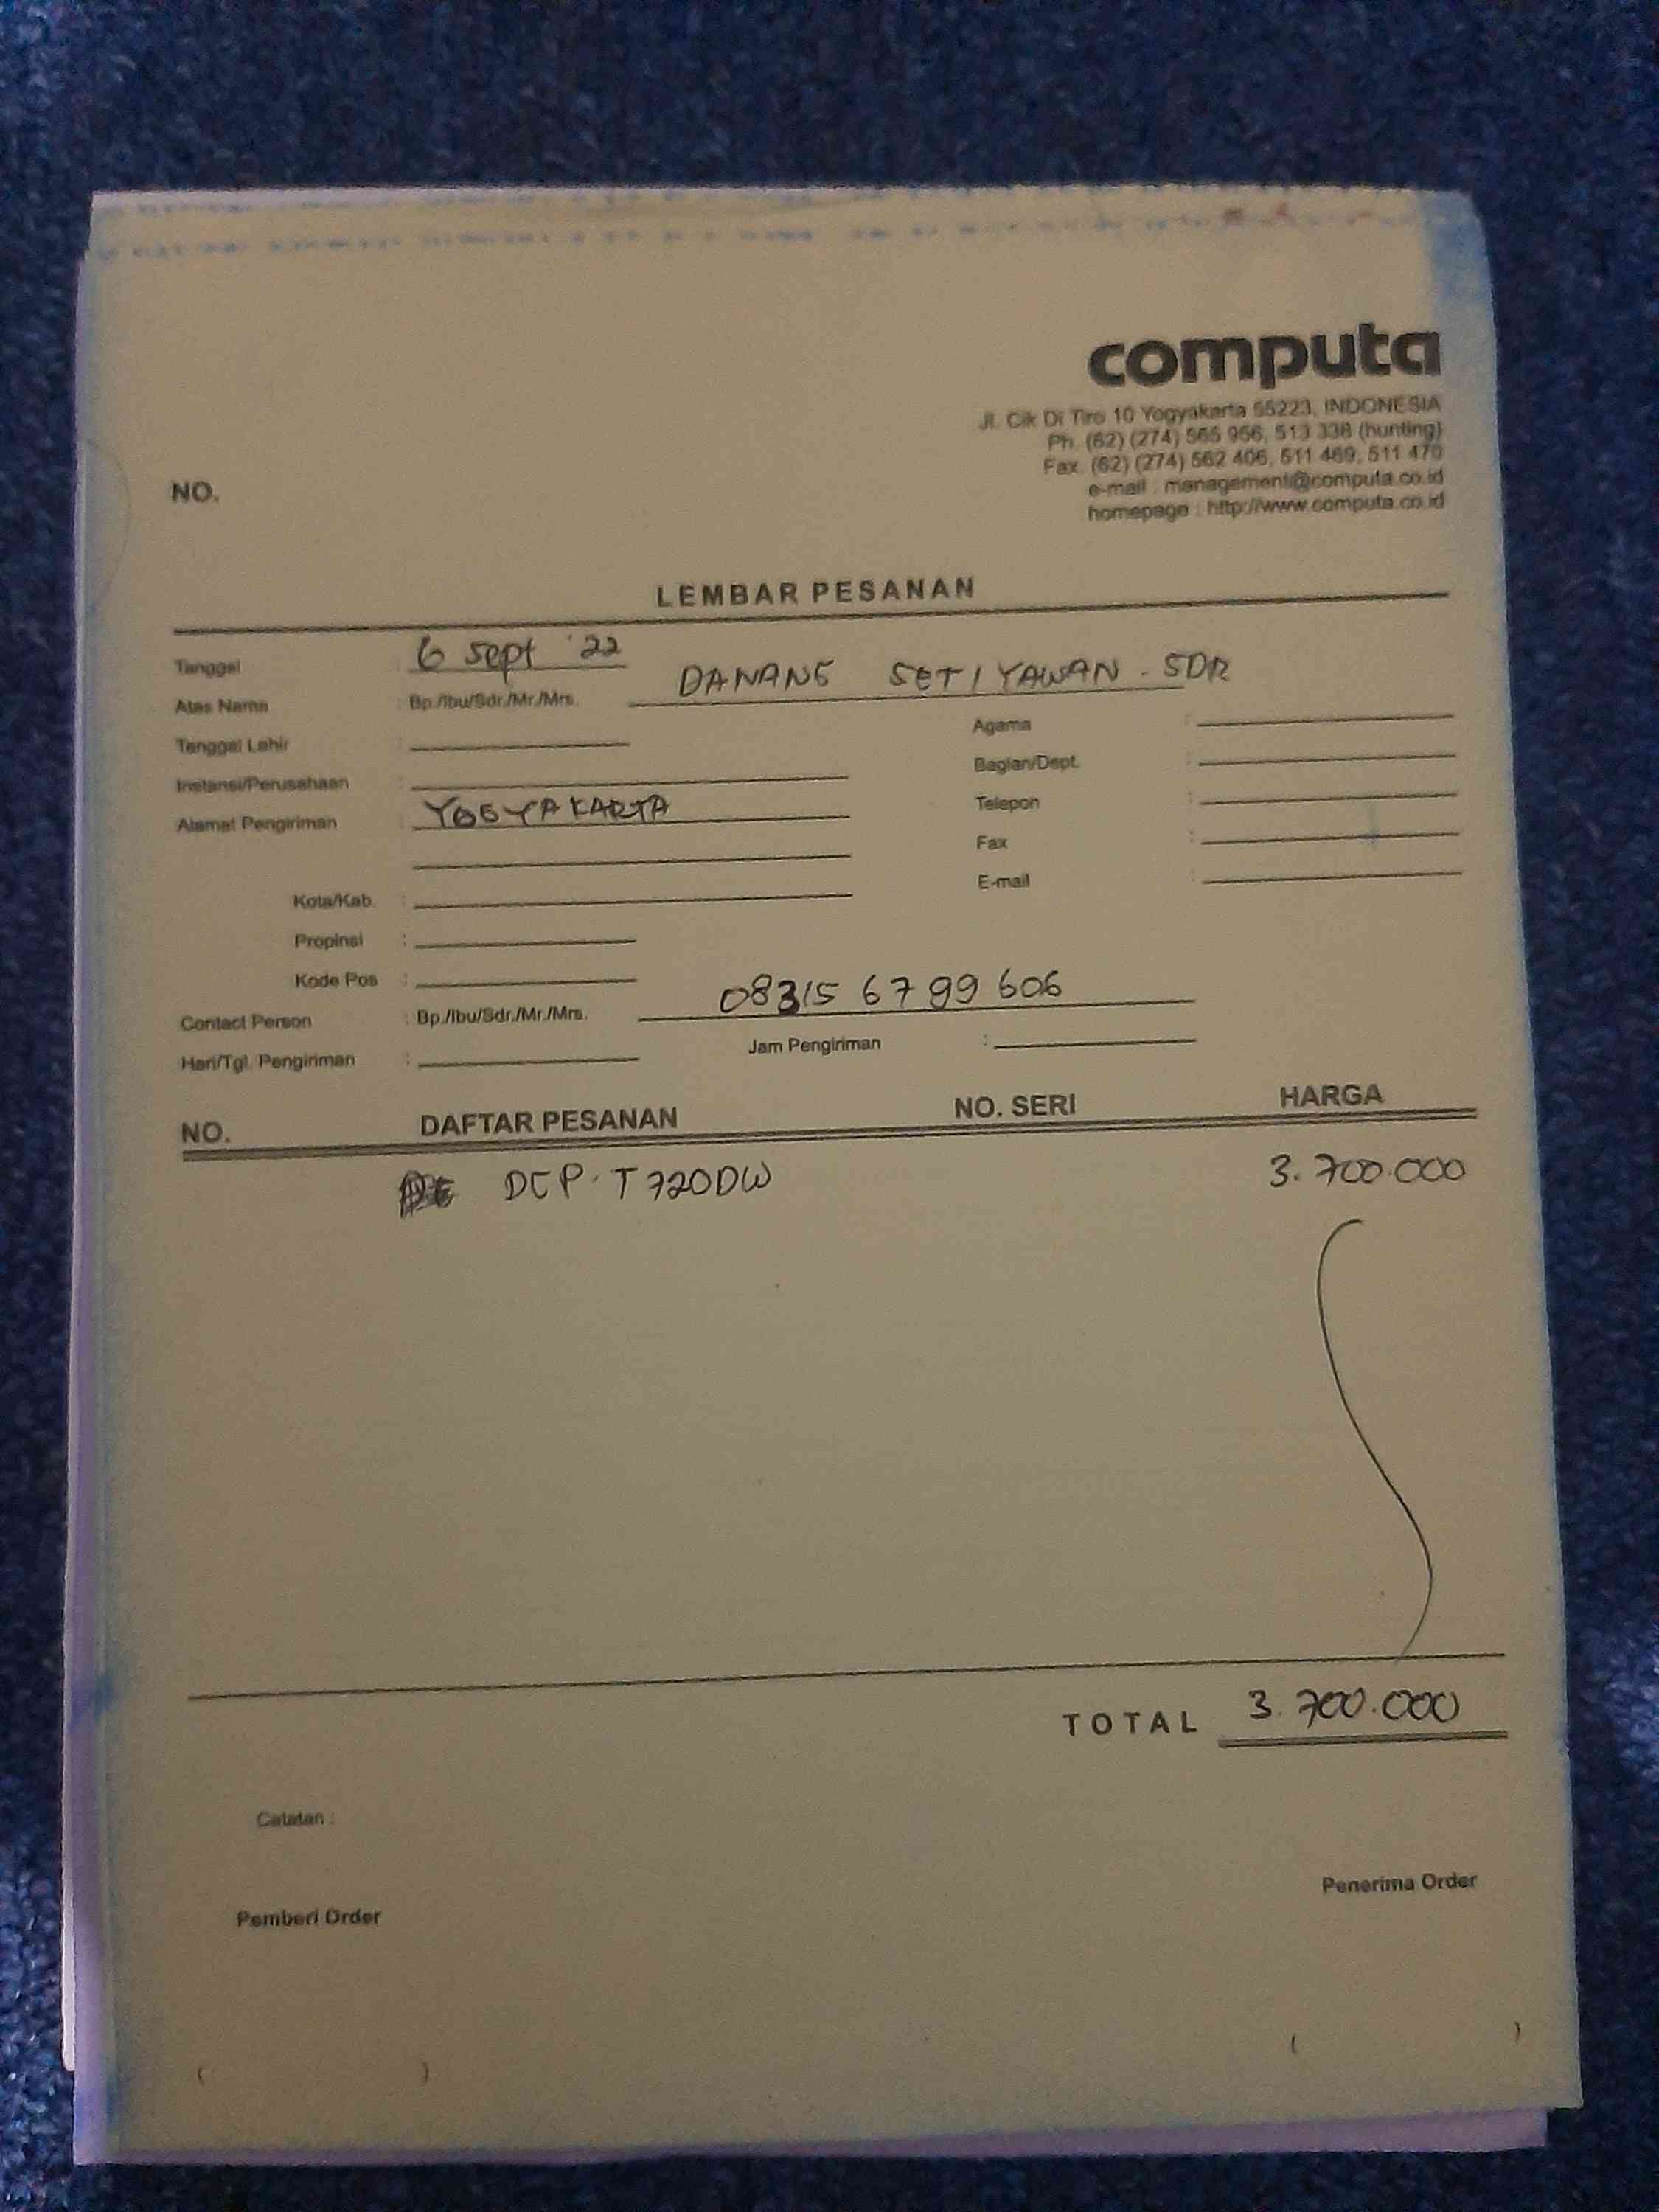 computa
Jl. Cik Di Tiro 10 Yogyakarta 55223, INDONESIA
Ph. (62) (274) 565 956, 513 338 (hunting)
Fax. (62) (274) 562 406, 511 469, 511 470
e-mail : management@computa.co.id
homepage : http://www.computa.co.id
NO.
LEMBAR PESANAN
Tanggal 6 Sept '22
Atas Nama Bp./Ibu/Sdr./Mr./Mrs. DANANG SETIYAWAN - SDR
Tanggal Lahir : Agama :
Instansi/Perusahaan : Bagian/Dept. :
Alamat Pengiriman : YOGYAKARTA Telepon :
Fax :
Kota/Kab. : E-mail :
Propinsi :
Kode Pos :
Contact Person : Bp./Ibu/Sdr./Mr./Mrs. 08315 6799 606
Hari/Tgl. Pengiriman : Jam Pengiriman :
NO. DAFTAR PESANAN NO. SERI HARGA
DCP-T720DW 3.700.000
TOTAL 3.700.000
Catatan :
Pemberi Order Penerima Order
( ) ( )